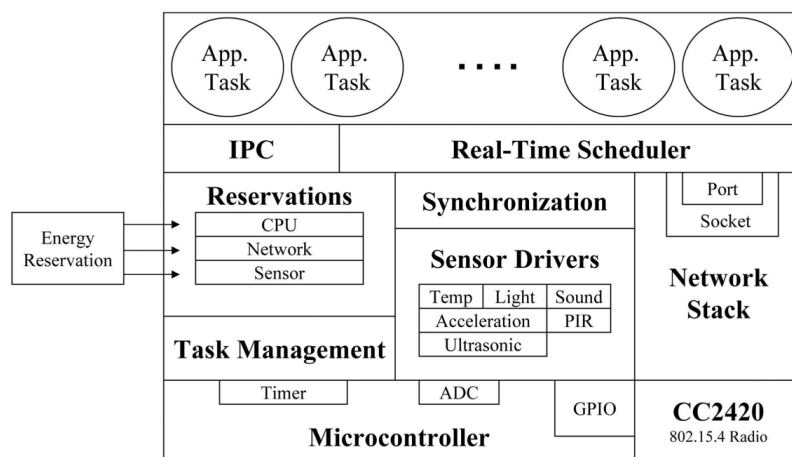 App.
Task
App.
Task
....
App.
Task
App.
Task
IPC
Real-Time Scheduler
Reservations
CPU
Network
Sensor
Energy
Reservation
Synchronization
Port
Socket
Sensor Drivers
Temp Light Sound
Acceleration PIR
Ultrasonic
Network
Stack
Task Management
Timer
ADC
GPIO
Microcontroller
CC2420
802.15.4 Radio